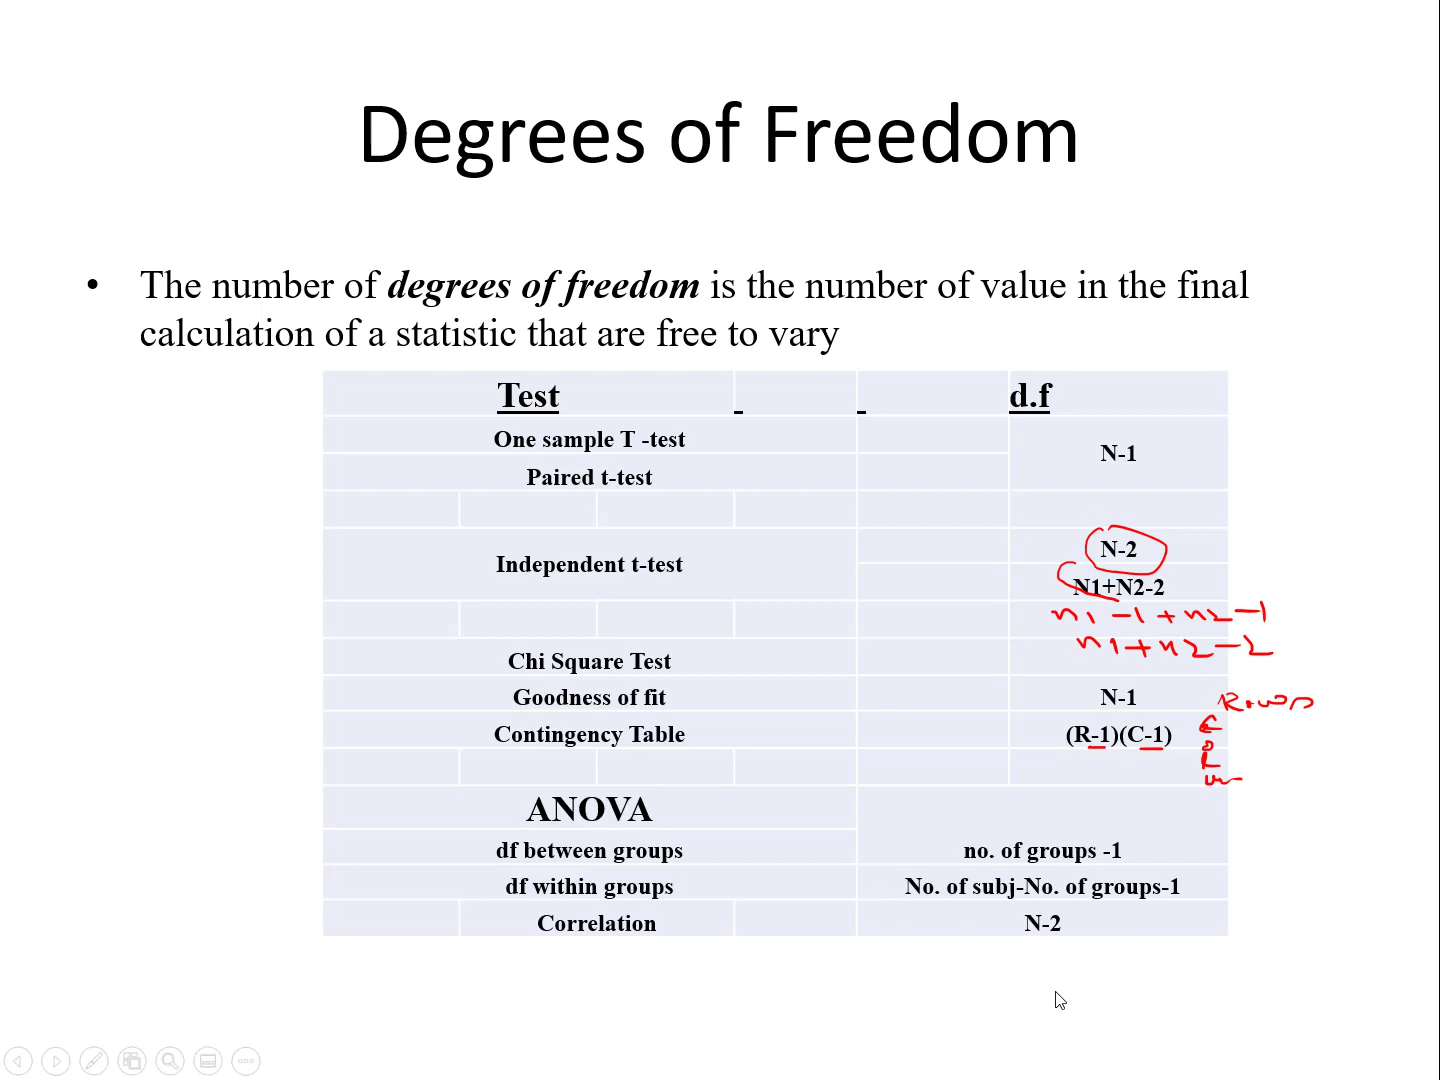 Degrees of Freedom
• The number of degrees of freedom is the number of value in the final
calculation of a statistic that are free to vary
Test d.f
One sample T -test
N-1
Paired t-test
N-2
Independent t-test
N1+N2-2
n1 -1 + n2 -1
n1 + n2 - 2
Chi Square Test
Goodness of fit N-1
Rows
Contingency Table (R-1)(C-1)
ANOVA
df between groups no. of groups -1
df within groups No. of subj-No. of groups-1
Correlation N-2